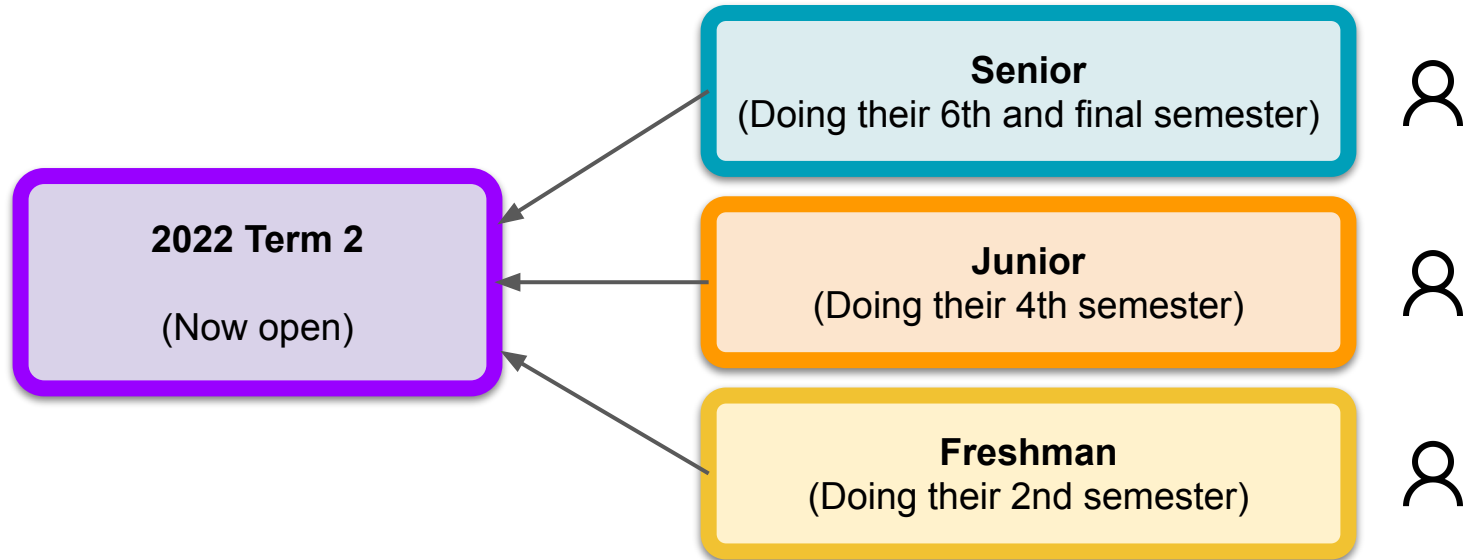 2022 Term 2
(Now open)
Senior
(Doing their 6th and final semester)
Junior
(Doing their 4th semester)
Freshman
(Doing their 2nd semester)